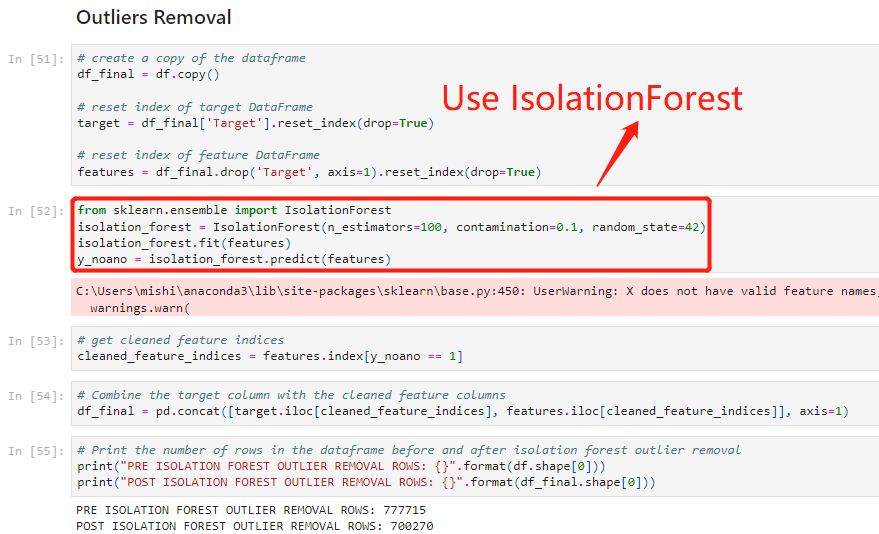 Outliers Removal
In [51]:
# create a copy of the dataframe
df_final = df.copy()
# reset index of target DataFrame
target = df_final['Target'].reset_index(drop=True)
# reset index of feature DataFrame
features = df_final.drop('Target', axis=1).reset_index(drop=True)
Use IsolationForest
In [52]:
from sklearn.ensemble import IsolationForest
isolation_forest = IsolationForest(n_estimators=100, contamination=0.1, random_state=42)
isolation_forest.fit(features)
y_noano = isolation_forest.predict(features)
C:\Users\mishi\anaconda3\lib\site-packages\sklearn\base.py:450: UserWarning: X does not have valid feature names,
warnings.warn(
In [53]:
# get cleaned feature indices
cleaned_feature_indices = features.index[y_noano == 1]
In [54]:
# Combine the target column with the cleaned feature columns
df_final = pd.concat([target.iloc[cleaned_feature_indices], features.iloc[cleaned_feature_indices]], axis=1)
In [55]:
# Print the number of rows in the dataframe before and after isolation forest outlier removal
print("PRE ISOLATION FOREST OUTLIER REMOVAL ROWS: {}".format(df.shape[0]))
print("POST ISOLATION FOREST OUTLIER REMOVAL ROWS: {}".format(df_final.shape[0]))
PRE ISOLATION FOREST OUTLIER REMOVAL ROWS: 777715
POST ISOLATION FOREST OUTLIER REMOVAL ROWS: 700270